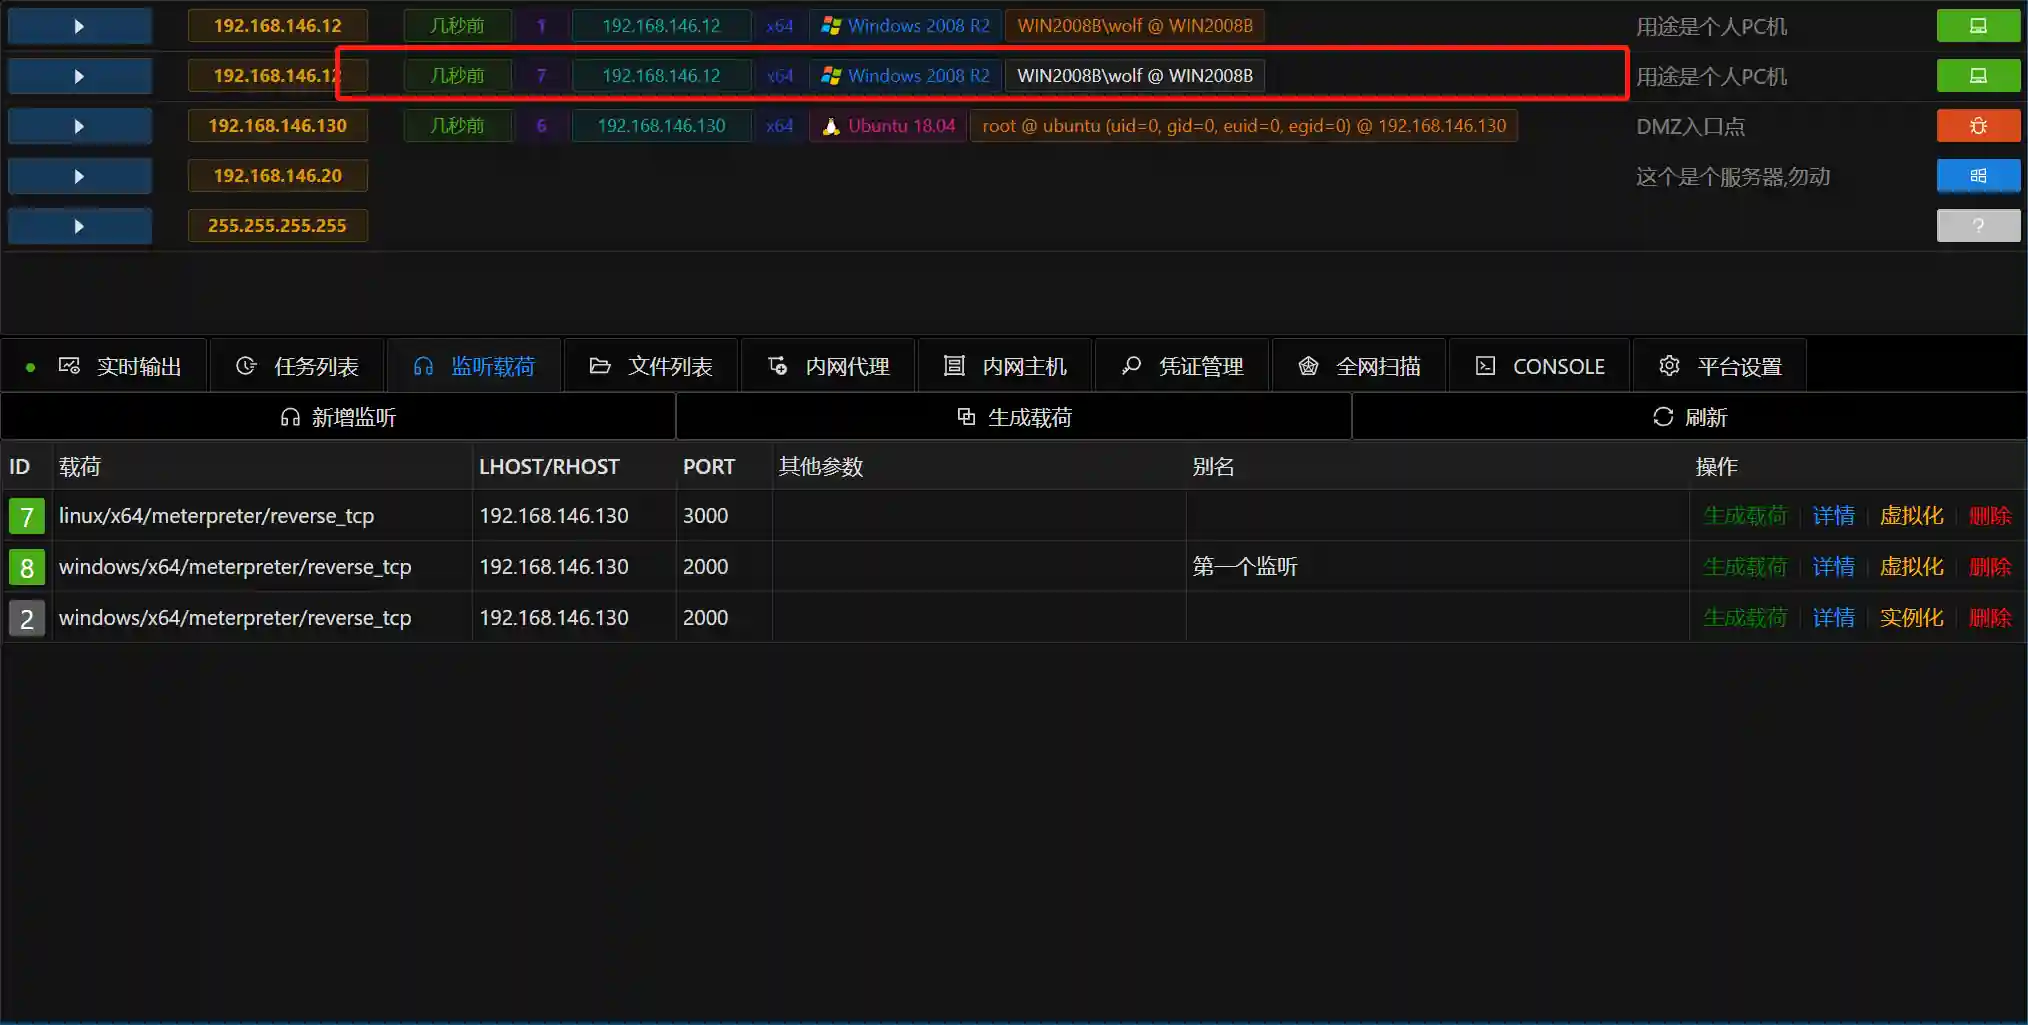 192.168.146.12 几秒前 1 192.168.146.12 x64 Windows 2008 R2 WIN2008B\wolf @ WIN2008B 用途是个人PC机
192.168.146.12 几秒前 7 192.168.146.12 x64 Windows 2008 R2 WIN2008B\wolf @ WIN2008B 用途是个人PC机
192.168.146.130 几秒前 6 192.168.146.130 x64 Ubuntu 18.04 root @ ubuntu (uid=0, gid=0, euid=0, egid=0) @ 192.168.146.130 DMZ入口点
192.168.146.20 这个是个服务器,勿动
255.255.255.255 ?
实时输出 任务列表 监听载荷 文件列表 内网代理 内网主机 凭证管理 全网扫描 CONSOLE 平台设置
新增监听 生成载荷 刷新
ID 载荷 LHOST/RHOST PORT 其他参数 别名 操作
7 linux/x64/meterpreter/reverse_tcp 192.168.146.130 3000 生成载荷 详情 虚拟化 删除
8 windows/x64/meterpreter/reverse_tcp 192.168.146.130 2000 第一个监听 生成载荷 详情 虚拟化 删除
2 windows/x64/meterpreter/reverse_tcp 192.168.146.130 2000 生成载荷 详情 实例化 删除